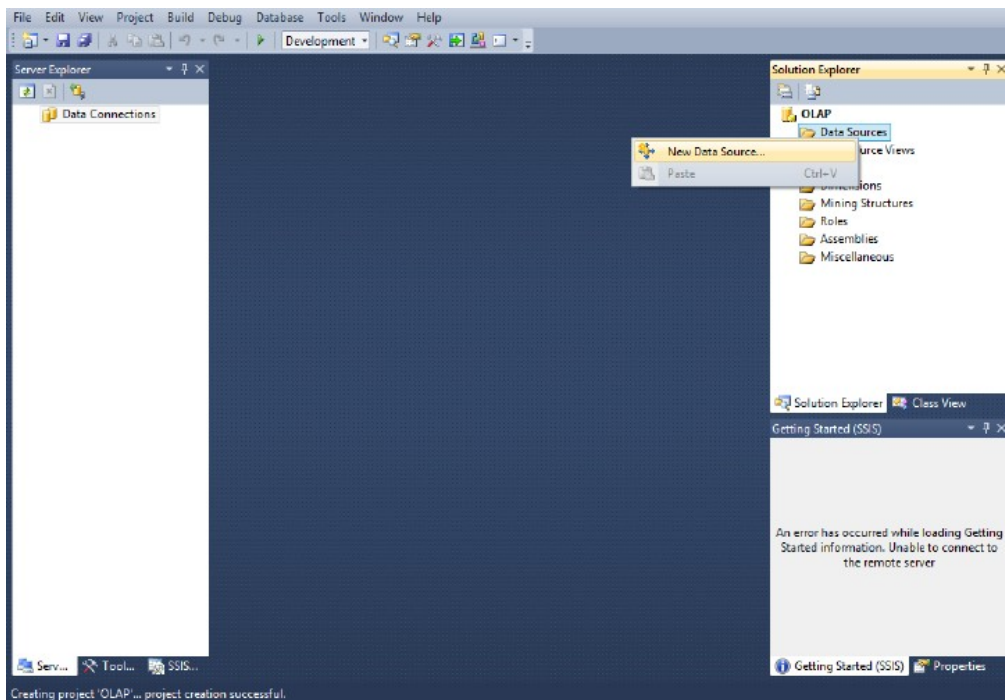 File Edit View Project Build Debug Database Tools Window Help
Development
Server Explorer
Data Connections
Solution Explorer
OLAP
Data Sources
New Data Source...
urce Views
Paste Ctrl+V
Dimensions
Mining Structures
Roles
Assemblies
Miscellaneous
Solution Explorer Class View
Getting Started (SSIS)
An error has occurred while loading Getting
Started information. Unable to connect to
the remote server
Serv... Tool... SSIS...
Getting Started (SSIS) Properties
Creating project 'OLAP'... project creation successful.